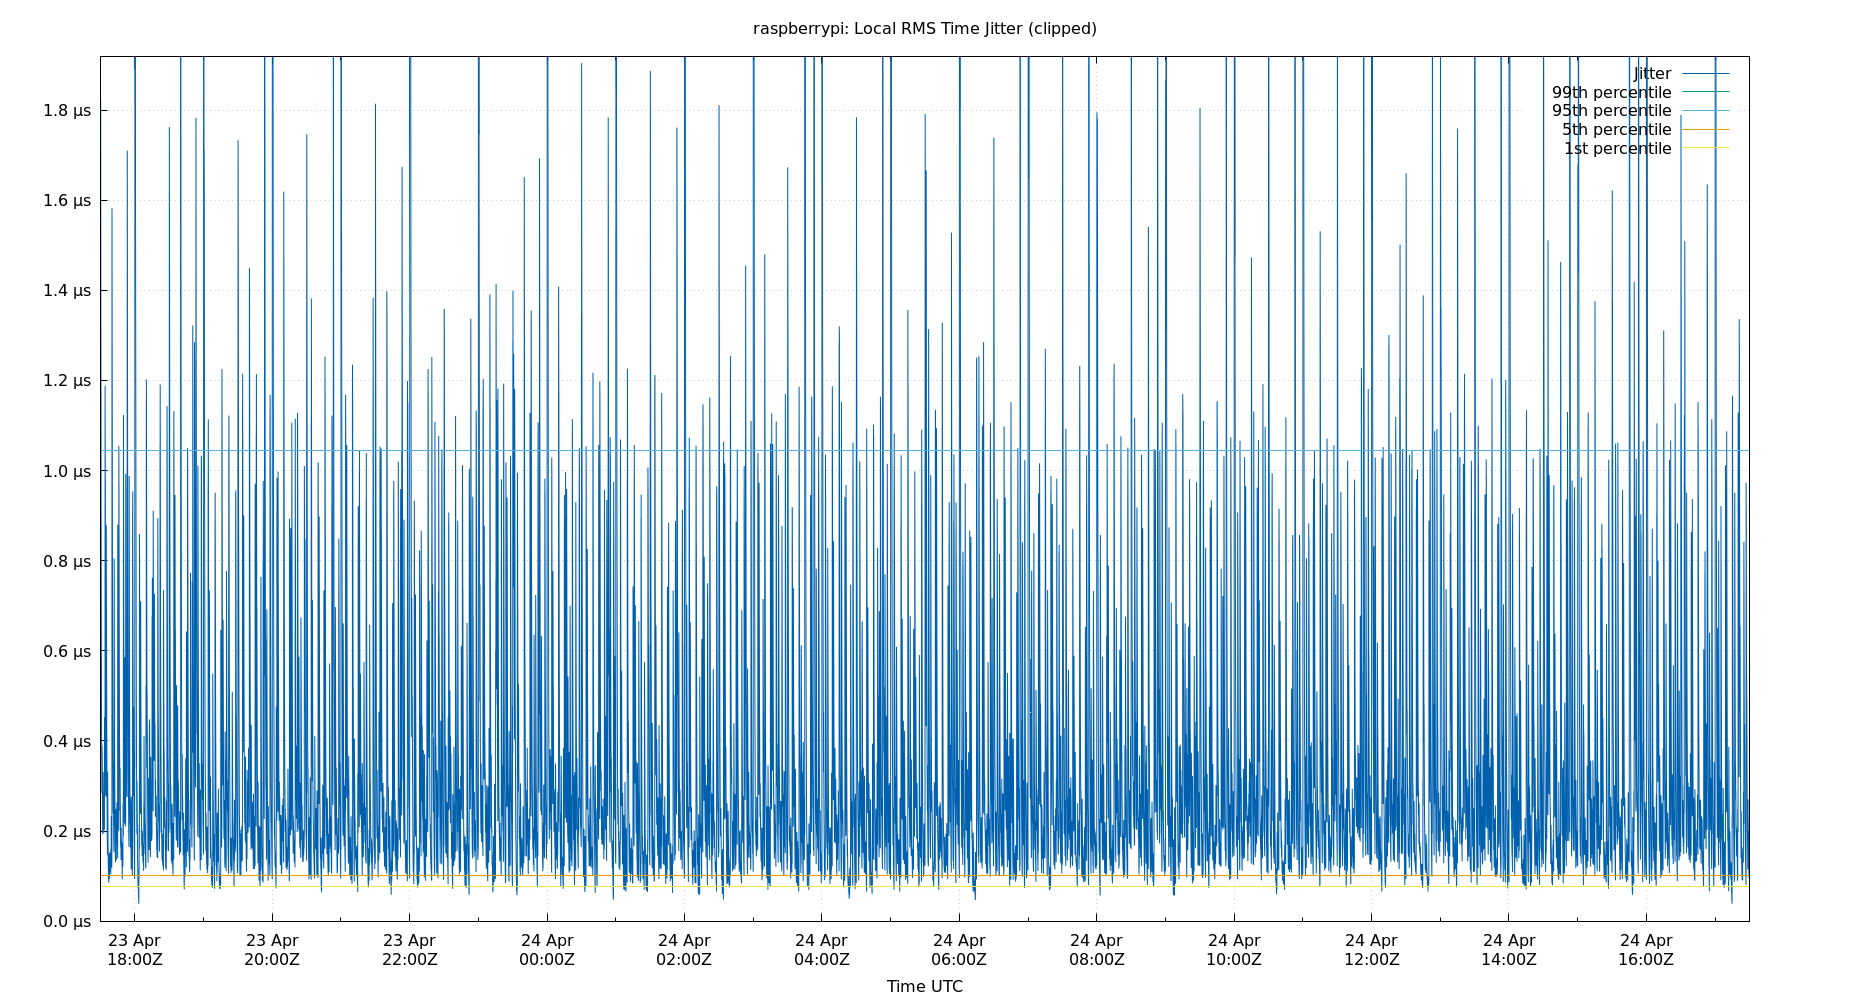 raspberrypi: Local RMS Time Jitter (clipped)
Jitter
99th percentile
95th percentile
5th percentile
1st percentile
1.8 μs
1.6 μs
1.4 μs
1.2 μs
1.0 μs
0.8 μs
0.6 μs
0.4 μs
0.2 μs
0.0 μs
23 Apr 23 Apr 23 Apr 24 Apr 24 Apr 24 Apr 24 Apr 24 Apr 24 Apr 24 Apr 24 Apr 24 Apr
18:00Z 20:00Z 22:00Z 00:00Z 02:00Z 04:00Z 06:00Z 08:00Z 10:00Z 12:00Z 14:00Z 16:00Z
Time UTC